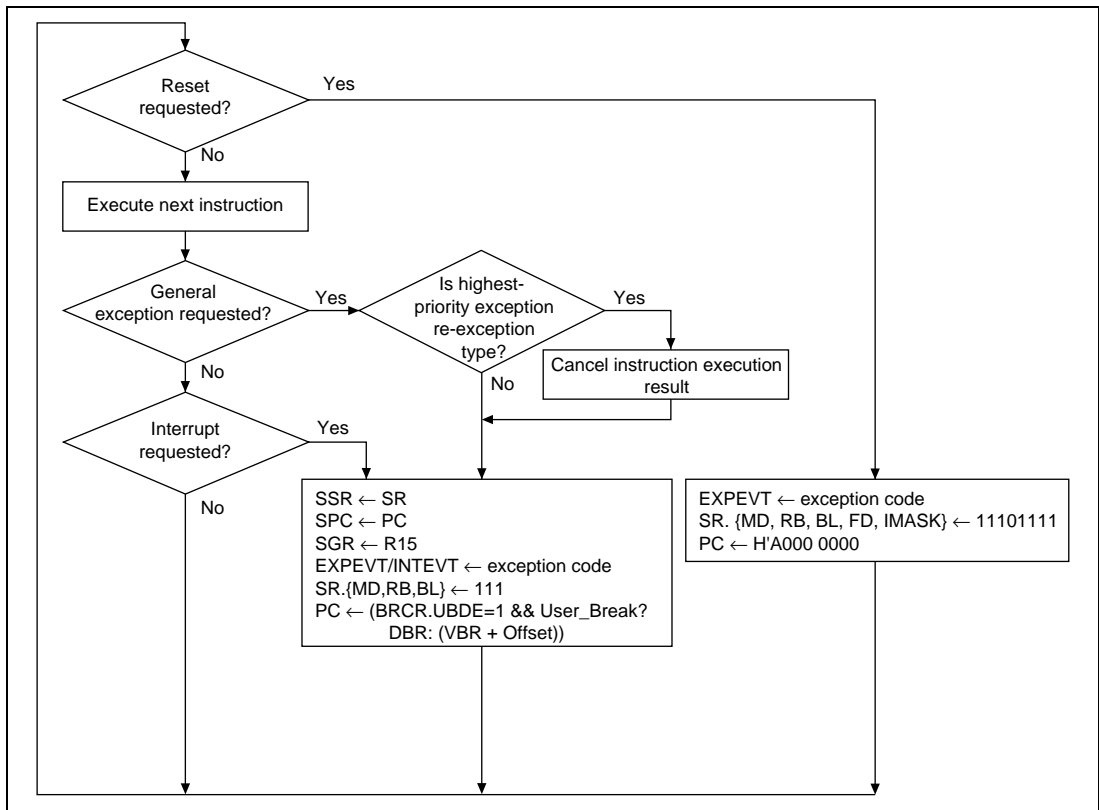 Reset
requested?
Yes
No
Execute next instruction
General
exception requested?
Yes
Is highest-
priority exception
re-exception
type?
Yes
No
Cancel instruction execution
result
No
Interrupt
requested?
Yes
No
SSR ← SR
SPC ← PC
SGR ← R15
EXPEVT/INTEVT ← exception code
SR.{MD,RB,BL} ← 111
PC ← (BRCR.UBDE=1 && User_Break?
DBR: (VBR + Offset))
EXPEVT ← exception code
SR. {MD, RB, BL, FD, IMASK} ← 11101111
PC ← H'A000 0000